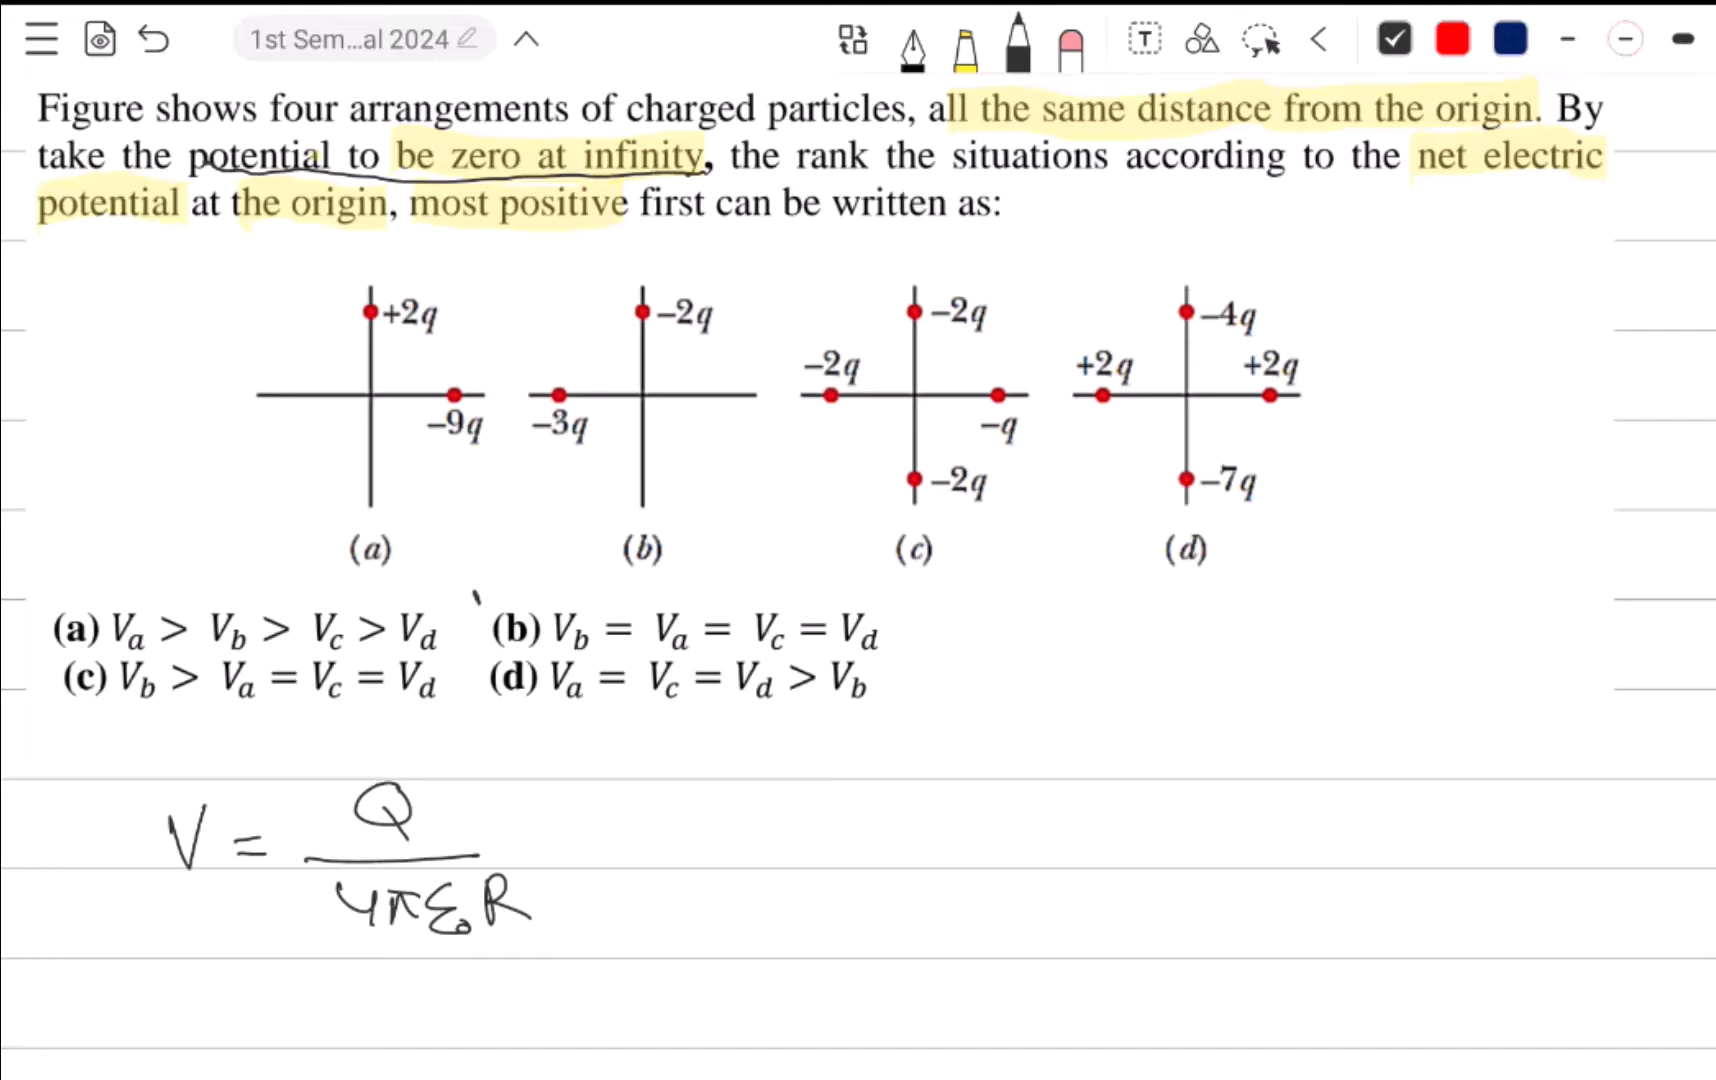 1st Sem...al 2024
Figure shows four arrangements of charged particles, all the same distance from the origin. By
take the potential to be zero at infinity, the rank the situations according to the net electric
potential at the origin, most positive first can be written as:
+2q
−9q
(a)
−2q
−3q
(b)
−2q
−2q
−q
−2q
(c)
−4q
+2q
+2q
−7q
(d)
(a) Va > Vb > Vc > Vd (b) Vb = Va = Vc = Vd
(c) Vb > Va = Vc = Vd (d) Va = Vc = Vd > Vb
V = Q
4πε₀R